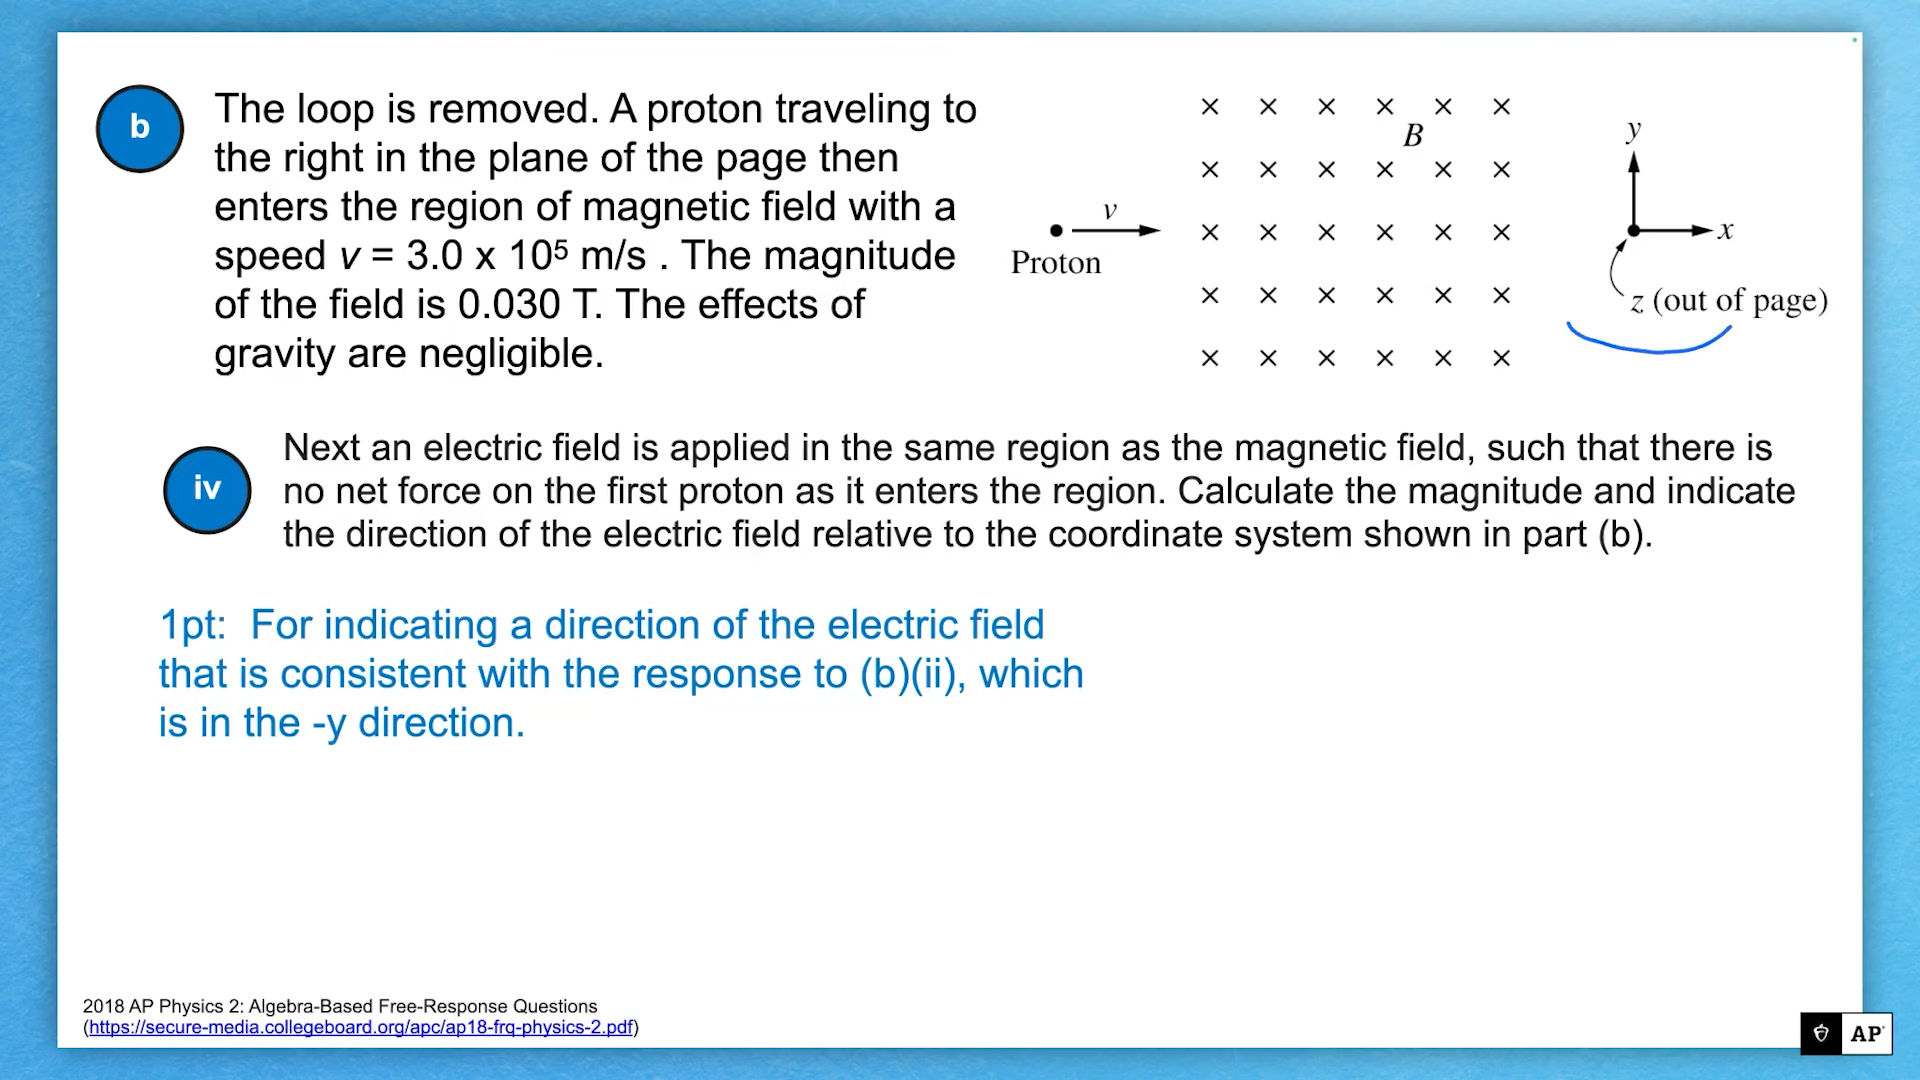 b
The loop is removed. A proton traveling to
the right in the plane of the page then
enters the region of magnetic field with a
speed v = 3.0 x 10⁵ m/s . The magnitude
of the field is 0.030 T. The effects of
gravity are negligible.
× × × × × ×
B
× × × × × ×
v
× × × × × ×
Proton
× × × × × ×
× × × × × ×
y
x
z (out of page)
iv
Next an electric field is applied in the same region as the magnetic field, such that there is
no net force on the first proton as it enters the region. Calculate the magnitude and indicate
the direction of the electric field relative to the coordinate system shown in part (b).
1pt:  For indicating a direction of the electric field
that is consistent with the response to (b)(ii), which
is in the -y direction.
2018 AP Physics 2: Algebra-Based Free-Response Questions
(https://secure-media.collegeboard.org/apc/ap18-frq-physics-2.pdf)
AP